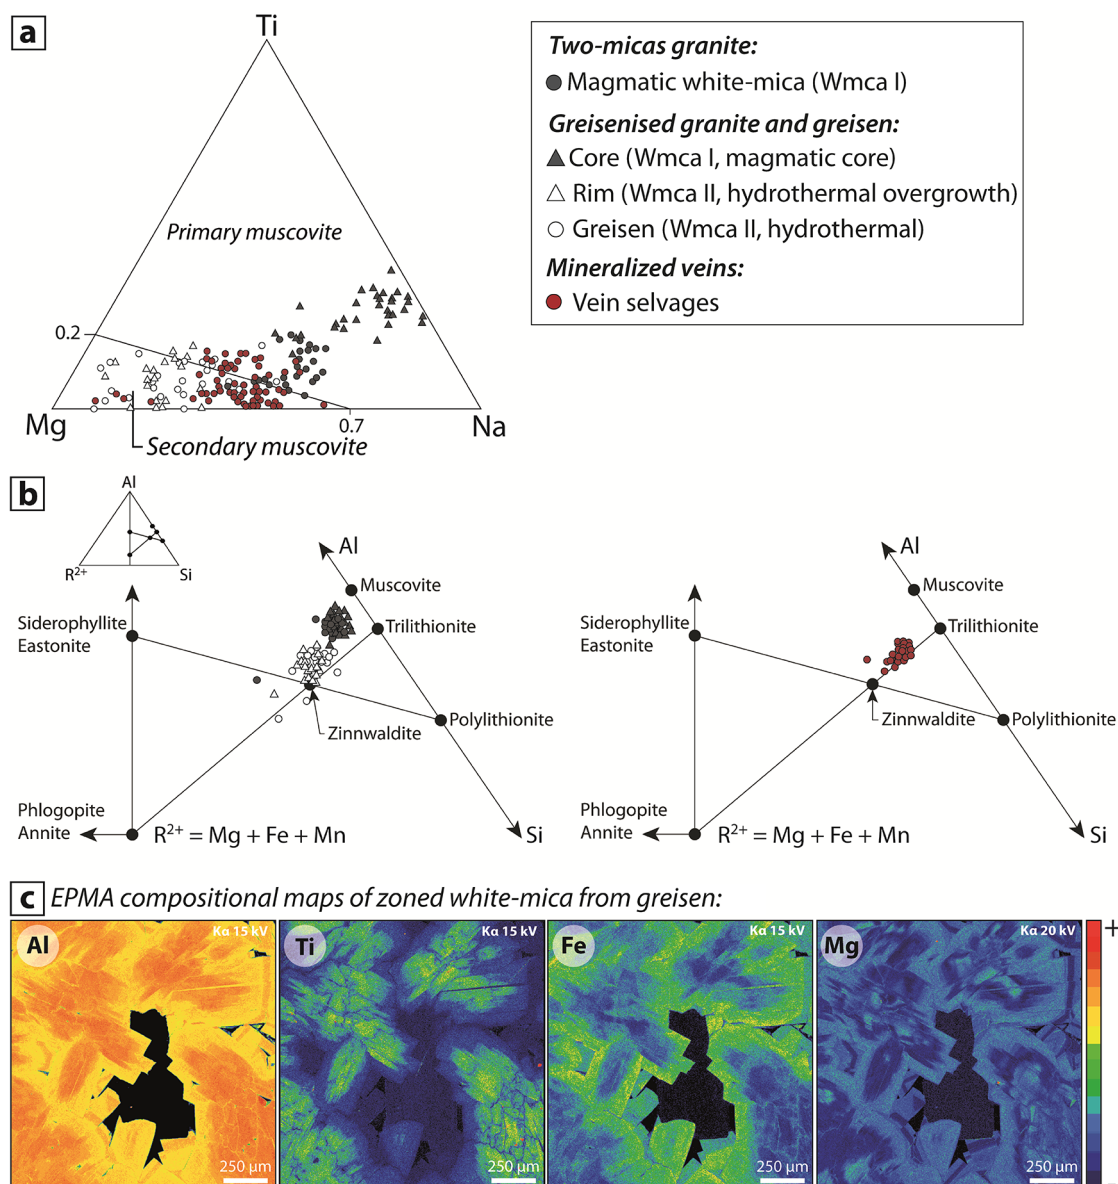 a
Ti
Primary muscovite
0.2
Mg
0.7
Na
Secondary muscovite
Two-micas granite:
Magmatic white-mica (Wmca I)
Greisenised granite and greisen:
Core (Wmca I, magmatic core)
Rim (Wmca II, hydrothermal overgrowth)
Greisen (Wmca II, hydrothermal)
Mineralized veins:
Vein selvages
b
Al
R2+
Si
Al
Muscovite
Siderophyllite
Eastonite
Trilithionite
Polylithionite
Zinnwaldite
Phlogopite
Annite
R2+ = Mg + Fe + Mn
Si
Al
Muscovite
Siderophyllite
Eastonite
Trilithionite
Polylithionite
Zinnwaldite
Phlogopite
Annite
R2+ = Mg + Fe + Mn
Si
c EPMA compositional maps of zoned white-mica from greisen:
Al
Kα 15 kV
250 µm
Ti
Kα 15 kV
250 µm
Fe
Kα 15 kV
250 µm
Mg
Kα 20 kV
250 µm
+
-